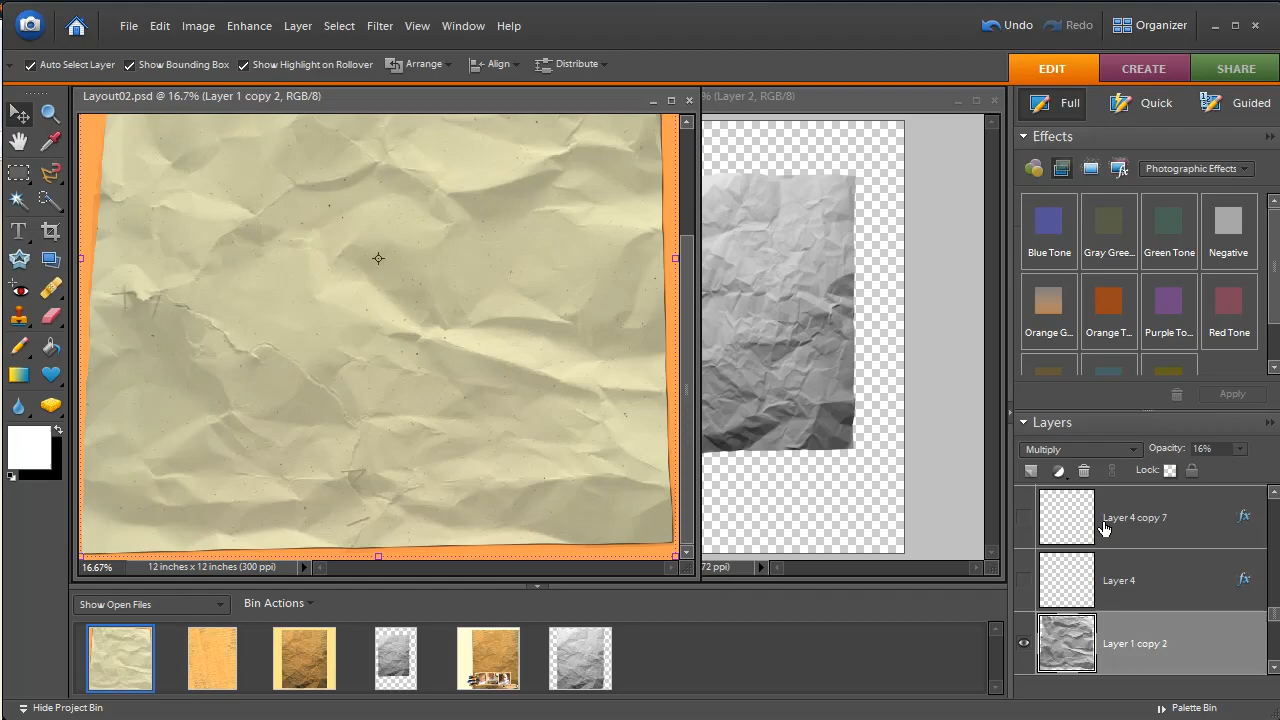 File Edit Image Enhance Layer Select Filter View Window Help Undo Redo Organizer
Auto Select Layer Show Bounding Box Show Highlight on Rollover Arrange Align Distribute
EDIT CREATE SHARE
Layout02.psd @ 16.7% (Layer 1 copy 2, RGB/8)
% (Layer 2, RGB/8)
Full Quick Guided
Effects
Photographic Effects
Blue Tone Gray Gree... Green Tone Negative
Orange G... Orange T... Purple To... Red Tone
Apply
Layers
Multiply Opacity: 16%
Lock:
Layer 4 copy 7 fx
Layer 4 fx
Layer 1 copy 2
16.67% 12 inches x 12 inches (300 ppi)
72 ppi)
Show Open Files Bin Actions
Hide Project Bin Palette Bin